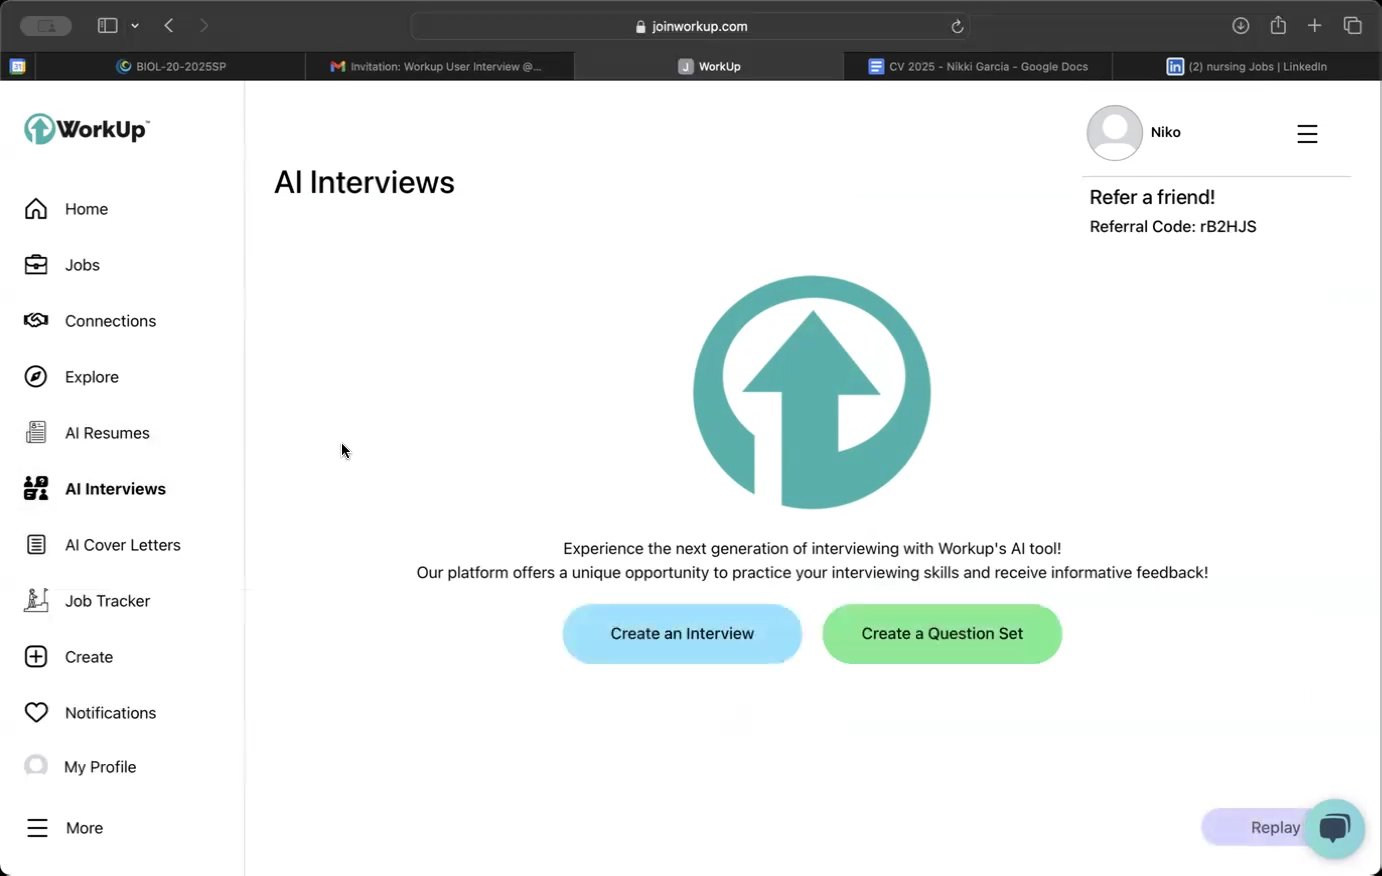 joinworkup.com
31
BIOL-20-2025SP
Invitation: Workup User Interview @...
J WorkUp
CV 2025 - Nikki Garcia - Google Docs
in (2) nursing Jobs | LinkedIn
WorkUp™
Niko
AI Interviews
Refer a friend!
Referral Code: rB2HJS
Home
Jobs
Connections
Explore
AI Resumes
AI Interviews
AI Cover Letters
Job Tracker
Create
Notifications
My Profile
More
Experience the next generation of interviewing with Workup's AI tool!
Our platform offers a unique opportunity to practice your interviewing skills and receive informative feedback!
Create an Interview
Create a Question Set
Replay